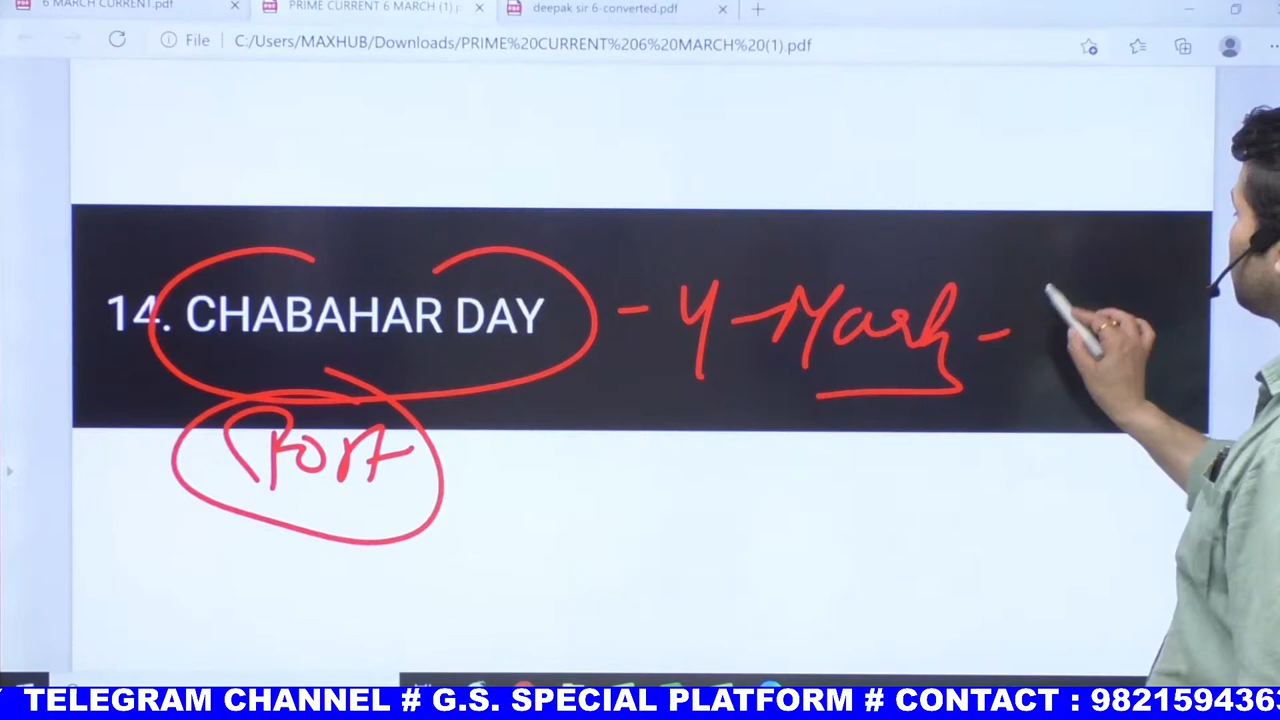 6 MARCH CURRENT.pdf
PRIME CURRENT 6 MARCH (1).p
deepak sir 6-converted.pdf
File
C:/Users/MAXHUB/Downloads/PRIME%20CURRENT%206%20MARCH%20(1).pdf
14. CHABAHAR DAY - 4 - March -
Port
TELEGRAM CHANNEL # G.S. SPECIAL PLATFORM # CONTACT : 982159436